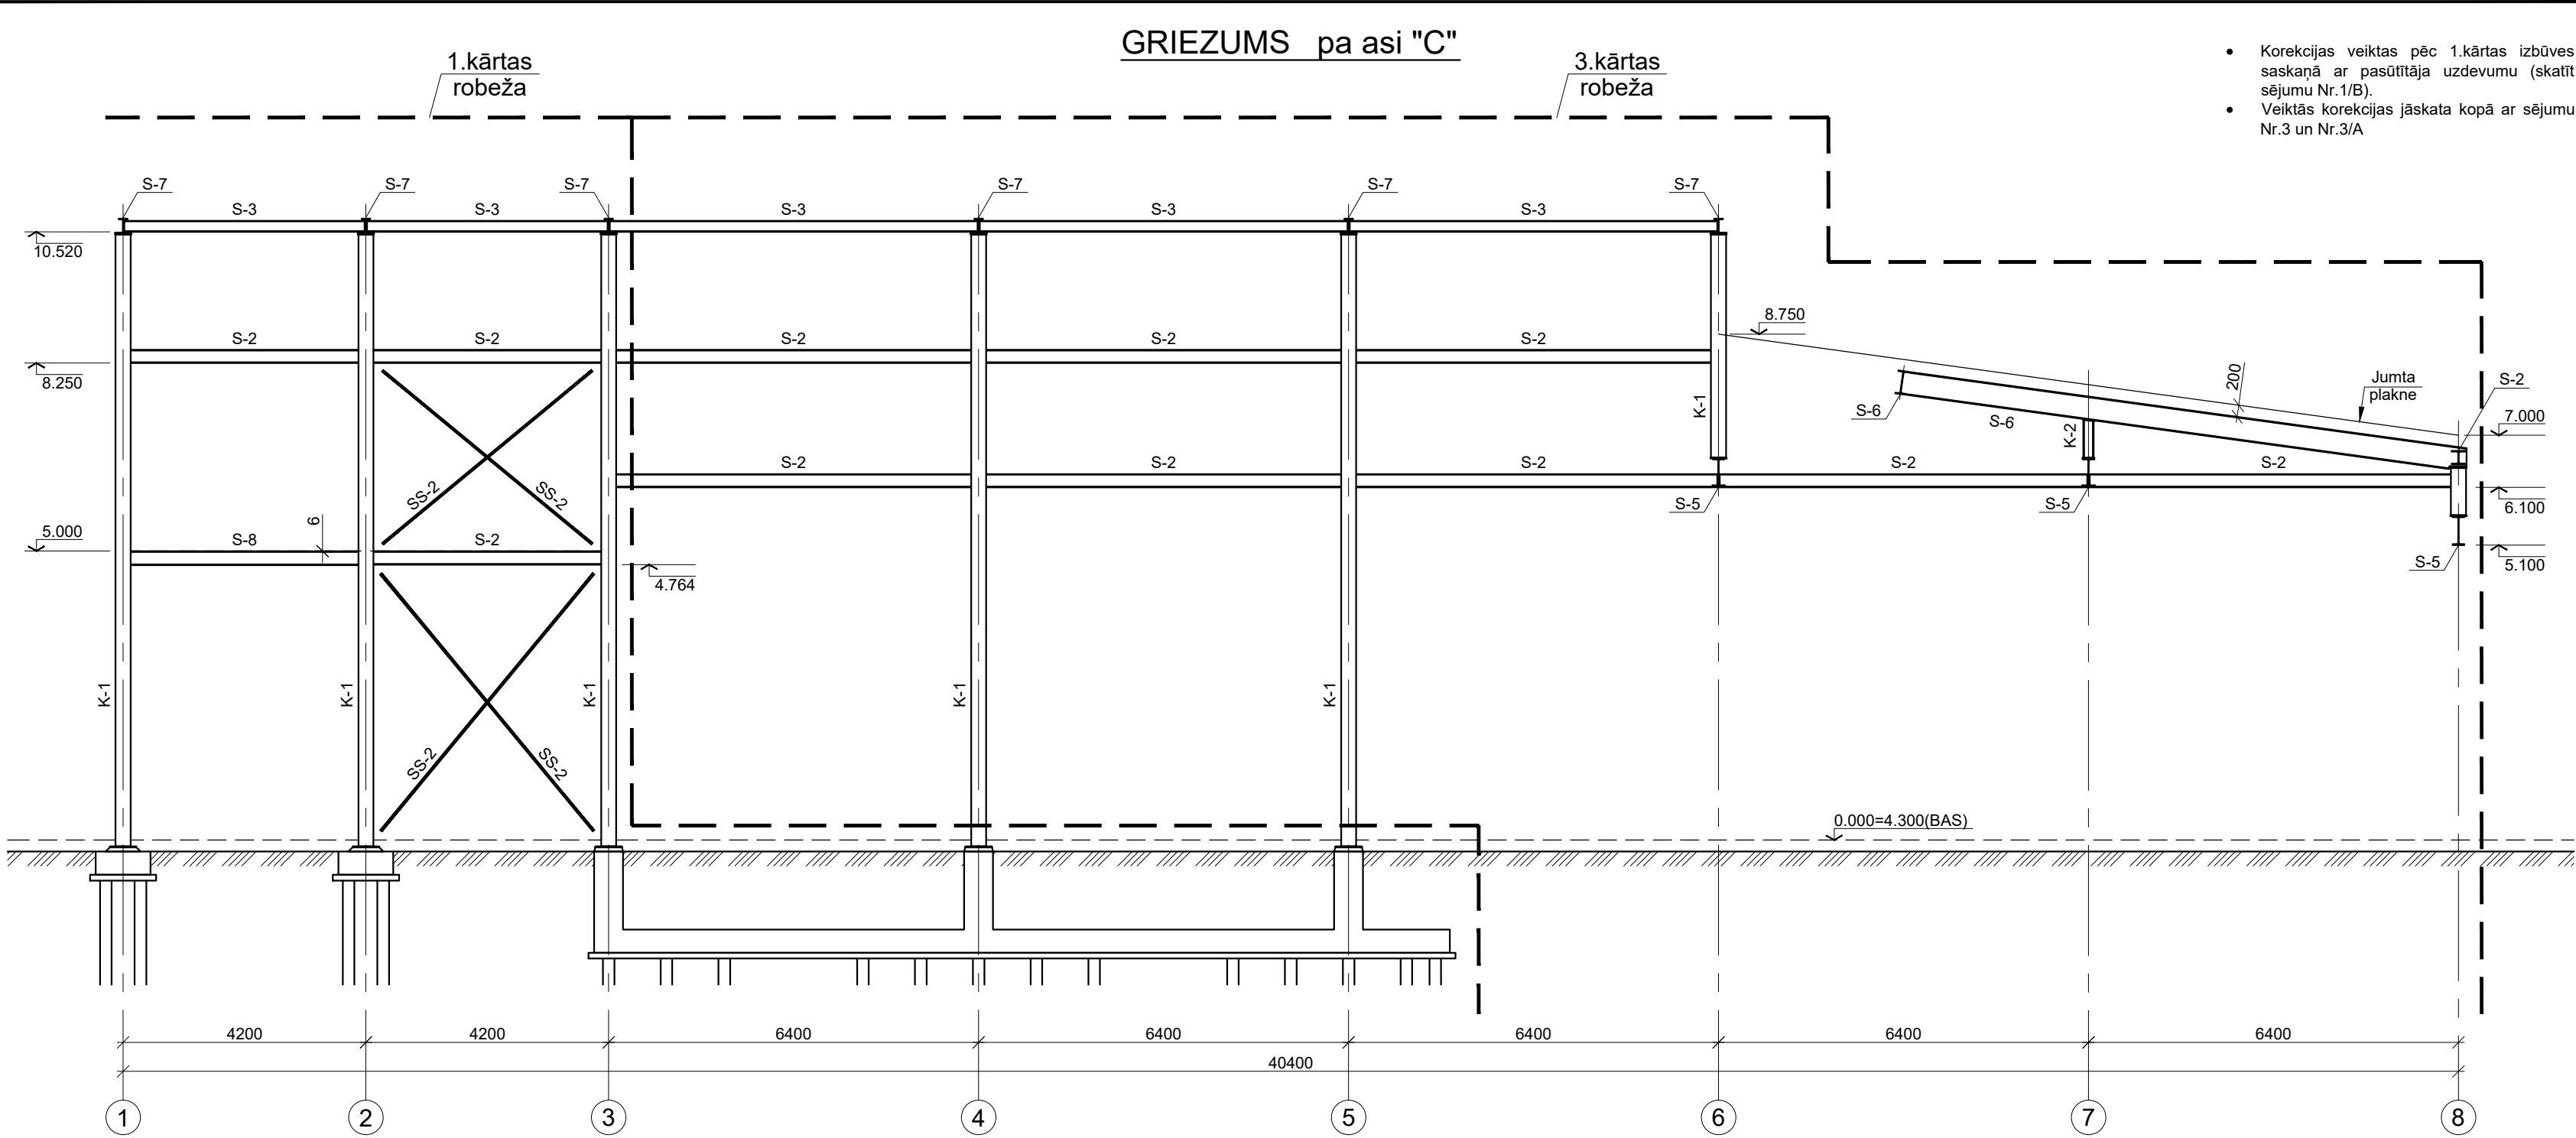 GRIEZUMS pa asi "C"
1.kārtas
robeža
3.kārtas
robeža
• Korekcijas veiktas pēc 1.kārtas izbūves
saskaņā ar pasūtītāja uzdevumu (skatīt
sējumu Nr.1/B).
• Veiktās korekcijas jāskata kopā ar sējumu
Nr.3 un Nr.3/A
S-7 S-7 S-7 S-7 S-7 S-7
S-3 S-3 S-3 S-3 S-3
10.520
8.750
S-2 S-2 S-2 S-2 S-2
8.250
200
Jumta
plakne
S-2
K-1
S-6
S-6
K-2
7.000
S-2 S-2 S-2 S-2 S-2
SS-2 SS-2
S-5 S-5
6.100
6
5.000
S-8 S-2
4.764
S-5
5.100
K-1 K-1 K-1 K-1 K-1
SS-2 SS-2
0.000=4.300(BAS)
4200 4200 6400 6400 6400 6400 6400
40400
1 2 3 4 5 6 7 8